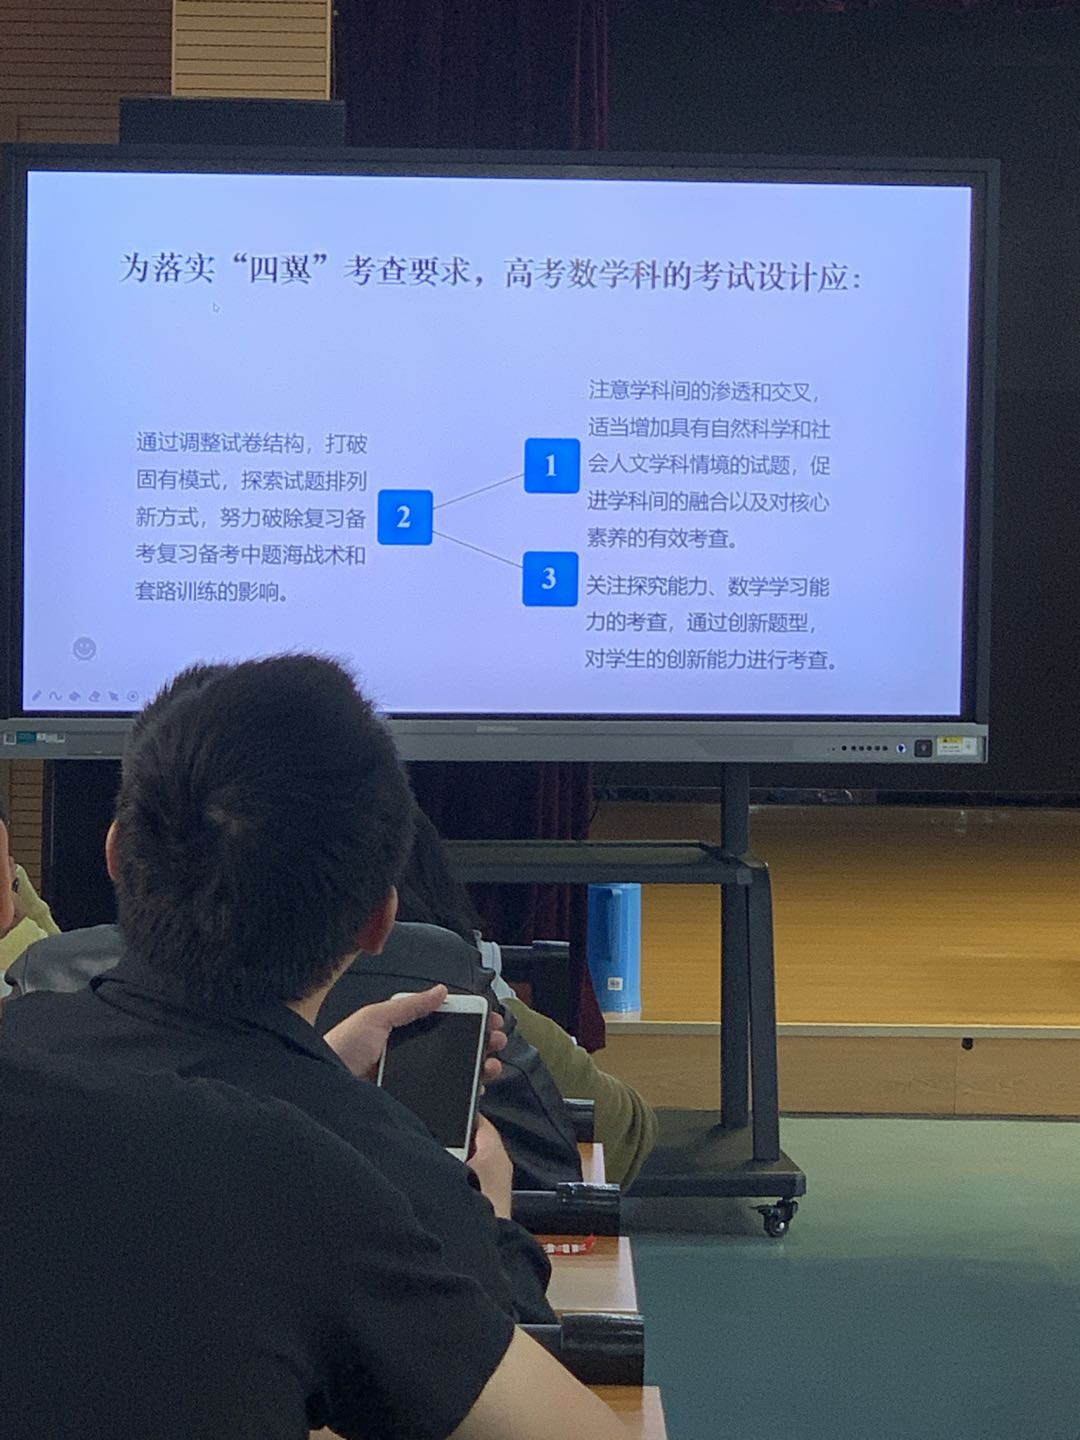 为落实“四翼”考查要求，高考数学科的考试设计应：
通过调整试卷结构，打破
固有模式，探索试题排列
新方式，努力破除复习备
考复习备考中题海战术和
套路训练的影响。
2
1
注意学科间的渗透和交叉，
适当增加具有自然科学和社
会人文学科情境的试题，促
进学科间的融合以及对核心
素养的有效考查。
3
关注探究能力、数学学习能
力的考查，通过创新题型，
对学生的创新能力进行考查。